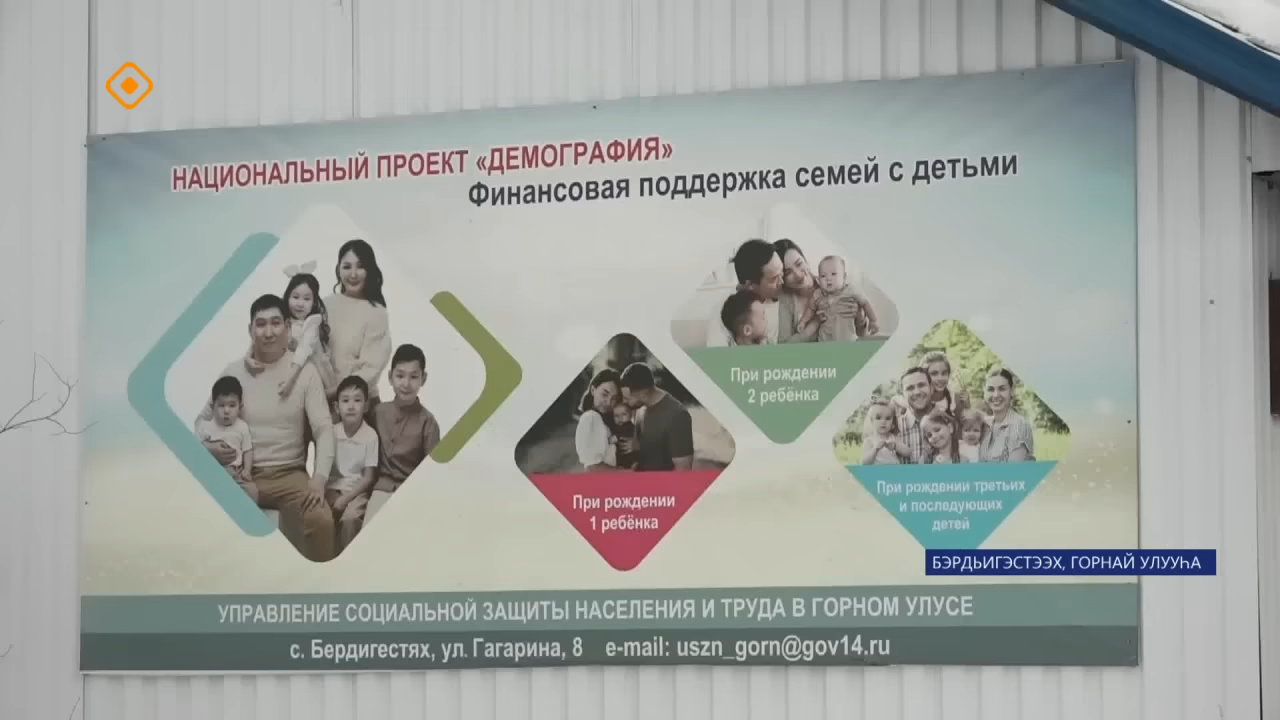 НАЦИОНАЛЬНЫЙ ПРОЕКТ «ДЕМОГРАФИЯ»
Финансовая поддержка семей с детьми
При рождении
2 ребёнка
При рождении
1 ребёнка
При рождении третьих
и последующих
детей
БЭРДЬИГЭСТЭЭХ, ГОРНАЙ УЛУУҺА
УПРАВЛЕНИЕ СОЦИАЛЬНОЙ ЗАЩИТЫ НАСЕЛЕНИЯ И ТРУДА В ГОРНОМ УЛУСЕ
с. Бердигестях, ул. Гагарина, 8 e-mail: uszn_gorn@gov14.ru